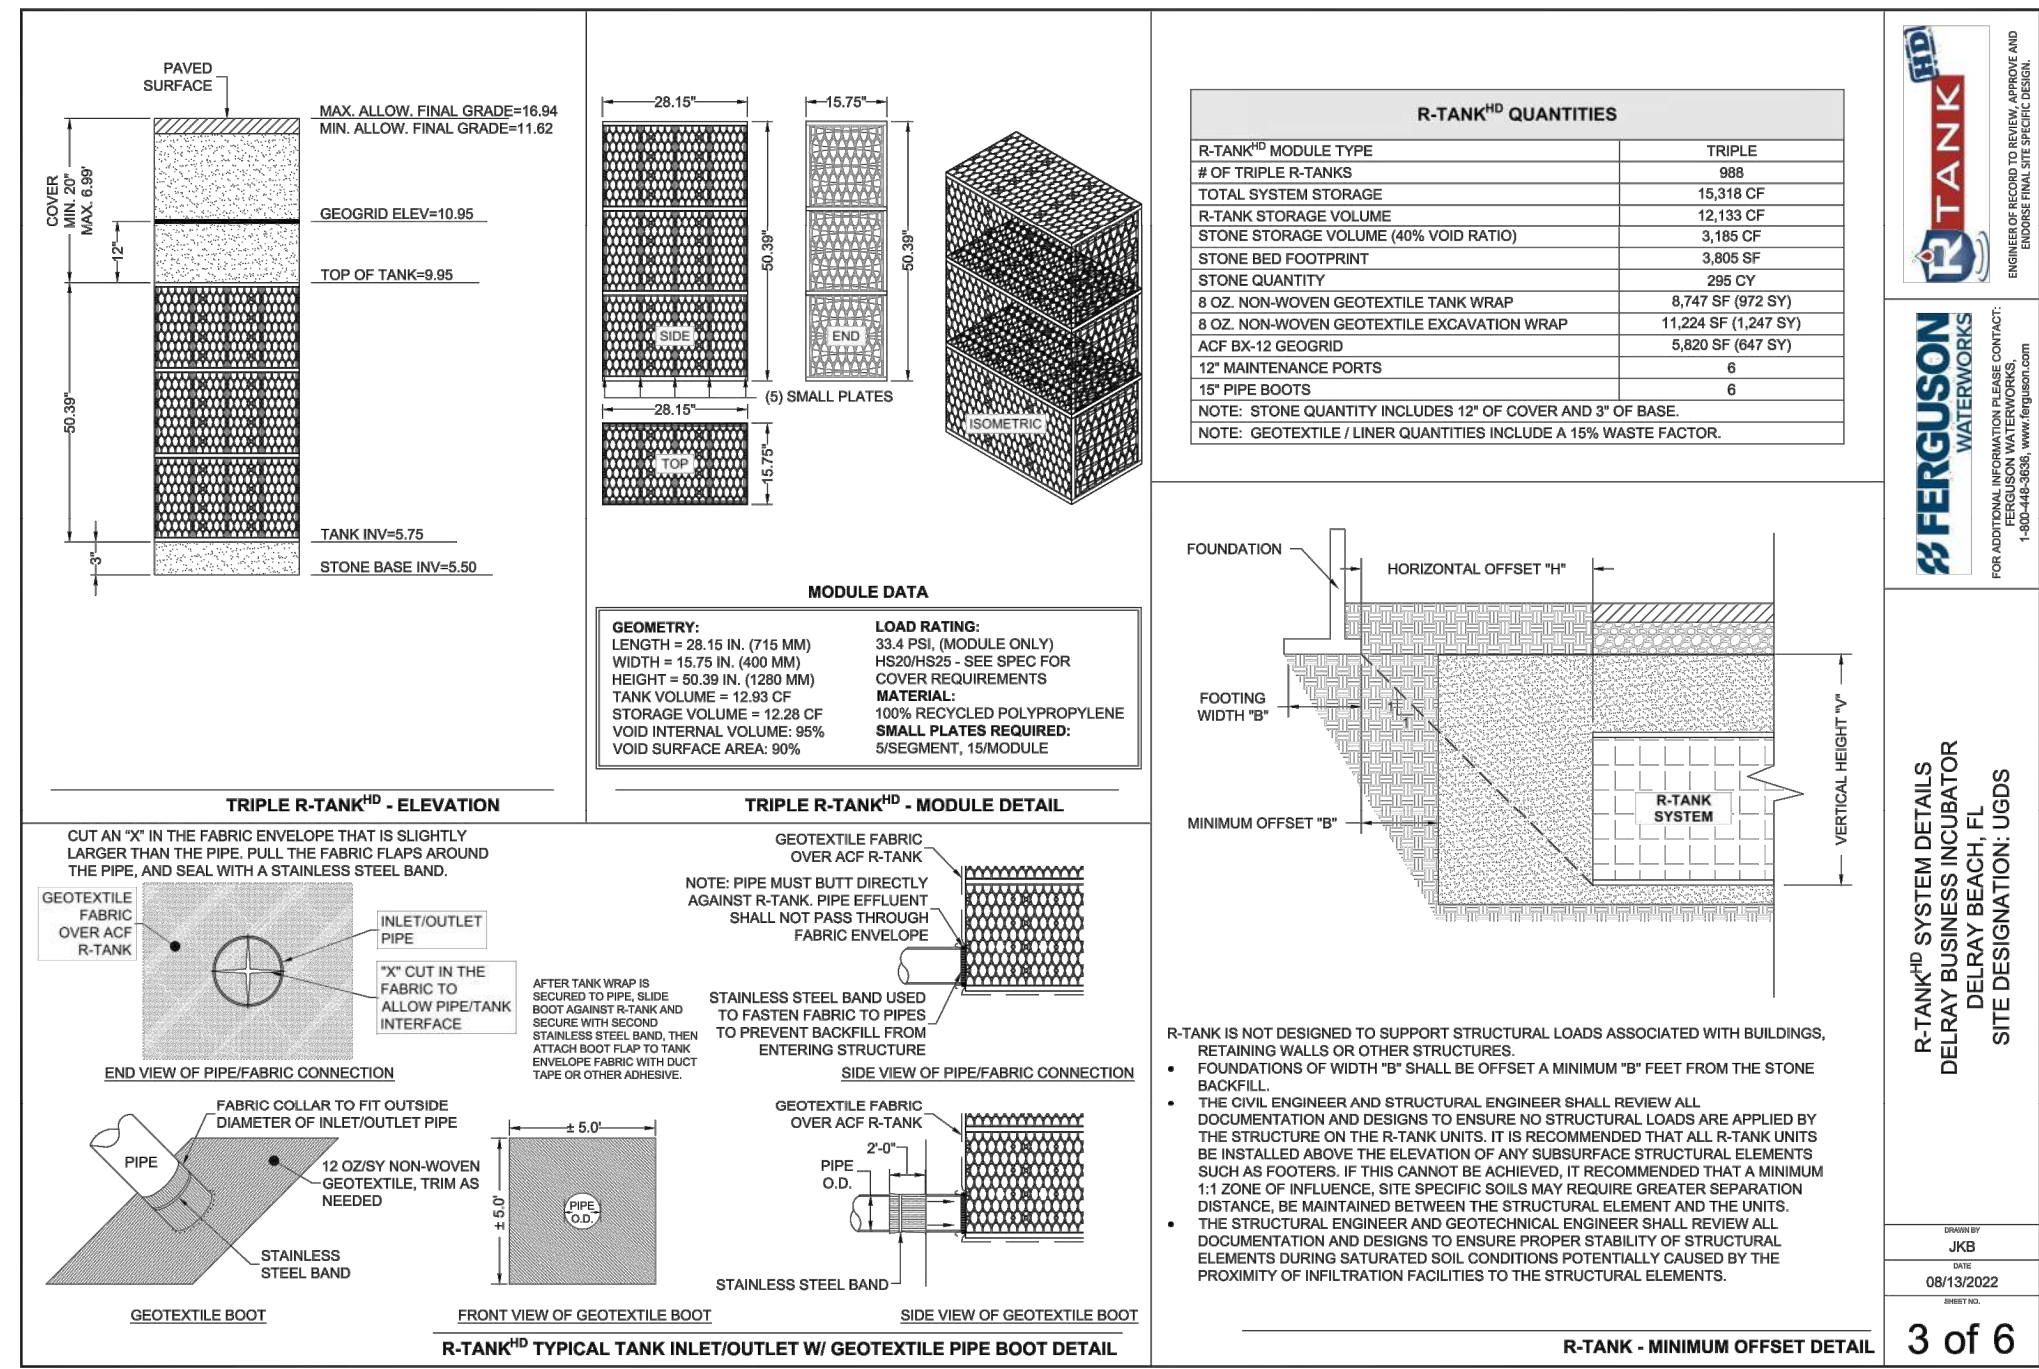 PAVED
SURFACE
MAX. ALLOW. FINAL GRADE=16.94
MIN. ALLOW. FINAL GRADE=11.62
COVER
MIN. 20"
MAX. 6.99'
GEOGRID ELEV=10.95
12"
TOP OF TANK=9.95
50.39"
TANK INV=5.75
3"
STONE BASE INV=5.50
TRIPLE R-TANKHD - ELEVATION
28.15"
15.75"
50.39"
50.39"
SIDE
END
(5) SMALL PLATES
28.15"
TOP
15.75"
ISOMETRIC
MODULE DATA
GEOMETRY:
LENGTH = 28.15 IN. (715 MM)
WIDTH = 15.75 IN. (400 MM)
HEIGHT = 50.39 IN. (1280 MM)
TANK VOLUME = 12.93 CF
STORAGE VOLUME = 12.28 CF
VOID INTERNAL VOLUME: 95%
VOID SURFACE AREA: 90%
LOAD RATING:
33.4 PSI, (MODULE ONLY)
HS20/HS25 - SEE SPEC FOR
COVER REQUIREMENTS
MATERIAL:
100% RECYCLED POLYPROPYLENE
SMALL PLATES REQUIRED:
5/SEGMENT, 15/MODULE
TRIPLE R-TANKHD - MODULE DETAIL
R-TANKHD QUANTITIES
R-TANKHD MODULE TYPE TRIPLE
# OF TRIPLE R-TANKS 988
TOTAL SYSTEM STORAGE 15,318 CF
R-TANK STORAGE VOLUME 12,133 CF
STONE STORAGE VOLUME (40% VOID RATIO) 3,185 CF
STONE BED FOOTPRINT 3,805 SF
STONE QUANTITY 295 CY
8 OZ. NON-WOVEN GEOTEXTILE TANK WRAP 8,747 SF (972 SY)
8 OZ. NON-WOVEN GEOTEXTILE EXCAVATION WRAP 11,224 SF (1,247 SY)
ACF BX-12 GEOGRID 5,820 SF (647 SY)
12" MAINTENANCE PORTS 6
15" PIPE BOOTS 6
NOTE: STONE QUANTITY INCLUDES 12" OF COVER AND 3" OF BASE.
NOTE: GEOTEXTILE / LINER QUANTITIES INCLUDE A 15% WASTE FACTOR.
FOUNDATION
HORIZONTAL OFFSET "H"
FOOTING
WIDTH "B"
1
1
MINIMUM OFFSET "B"
R-TANK
SYSTEM
VERTICAL HEIGHT "V"
R-TANK IS NOT DESIGNED TO SUPPORT STRUCTURAL LOADS ASSOCIATED WITH BUILDINGS,
RETAINING WALLS OR OTHER STRUCTURES.
• FOUNDATIONS OF WIDTH "B" SHALL BE OFFSET A MINIMUM "B" FEET FROM THE STONE
BACKFILL.
• THE CIVIL ENGINEER AND STRUCTURAL ENGINEER SHALL REVIEW ALL
DOCUMENTATION AND DESIGNS TO ENSURE NO STRUCTURAL LOADS ARE APPLIED BY
THE STRUCTURE ON THE R-TANK UNITS. IT IS RECOMMENDED THAT ALL R-TANK UNITS
BE INSTALLED ABOVE THE ELEVATION OF ANY SUBSURFACE STRUCTURAL ELEMENTS
SUCH AS FOOTERS. IF THIS CANNOT BE ACHIEVED, IT RECOMMENDED THAT A MINIMUM
1:1 ZONE OF INFLUENCE, SITE SPECIFIC SOILS MAY REQUIRE GREATER SEPARATION
DISTANCE, BE MAINTAINED BETWEEN THE STRUCTURAL ELEMENT AND THE UNITS.
• THE STRUCTURAL ENGINEER AND GEOTECHNICAL ENGINEER SHALL REVIEW ALL
DOCUMENTATION AND DESIGNS TO ENSURE PROPER STABILITY OF STRUCTURAL
ELEMENTS DURING SATURATED SOIL CONDITIONS POTENTIALLY CAUSED BY THE
PROXIMITY OF INFILTRATION FACILITIES TO THE STRUCTURAL ELEMENTS.
R-TANK - MINIMUM OFFSET DETAIL
CUT AN "X" IN THE FABRIC ENVELOPE THAT IS SLIGHTLY
LARGER THAN THE PIPE. PULL THE FABRIC FLAPS AROUND
THE PIPE, AND SEAL WITH A STAINLESS STEEL BAND.
GEOTEXTILE
FABRIC
OVER ACF
R-TANK
INLET/OUTLET
PIPE
"X" CUT IN THE
FABRIC TO
ALLOW PIPE/TANK
INTERFACE
END VIEW OF PIPE/FABRIC CONNECTION
AFTER TANK WRAP IS
SECURED TO PIPE, SLIDE
BOOT AGAINST R-TANK AND
SECURE WITH SECOND
STAINLESS STEEL BAND, THEN
ATTACH BOOT FLAP TO TANK
ENVELOPE FABRIC WITH DUCT
TAPE OR OTHER ADHESIVE.
GEOTEXTILE FABRIC
OVER ACF R-TANK
NOTE: PIPE MUST BUTT DIRECTLY
AGAINST R-TANK. PIPE EFFLUENT
SHALL NOT PASS THROUGH
FABRIC ENVELOPE
STAINLESS STEEL BAND USED
TO FASTEN FABRIC TO PIPES
TO PREVENT BACKFILL FROM
ENTERING STRUCTURE
SIDE VIEW OF PIPE/FABRIC CONNECTION
FABRIC COLLAR TO FIT OUTSIDE
DIAMETER OF INLET/OUTLET PIPE
PIPE
12 OZ/SY NON-WOVEN
GEOTEXTILE, TRIM AS
NEEDED
STAINLESS
STEEL BAND
GEOTEXTILE BOOT
± 5.0'
± 5.0'
PIPE
O.D.
FRONT VIEW OF GEOTEXTILE BOOT
GEOTEXTILE FABRIC
OVER ACF R-TANK
2'-0"
PIPE
O.D.
STAINLESS STEEL BAND
SIDE VIEW OF GEOTEXTILE BOOT
R-TANKHD TYPICAL TANK INLET/OUTLET W/ GEOTEXTILE PIPE BOOT DETAIL
R TANK HD
ENGINEER OF RECORD TO REVIEW, APPROVE AND
ENDORSE FINAL SITE SPECIFIC DESIGN.
FERGUSON
WATERWORKS
FOR ADDITIONAL INFORMATION PLEASE CONTACT:
FERGUSON WATERWORKS,
1-800-448-3636, www.ferguson.com
R-TANKHD SYSTEM DETAILS
DELRAY BUSINESS INCUBATOR
DELRAY BEACH, FL
SITE DESIGNATION: UGDS
DRAWN BY
JKB
DATE
08/13/2022
SHEET NO.
3 of 6